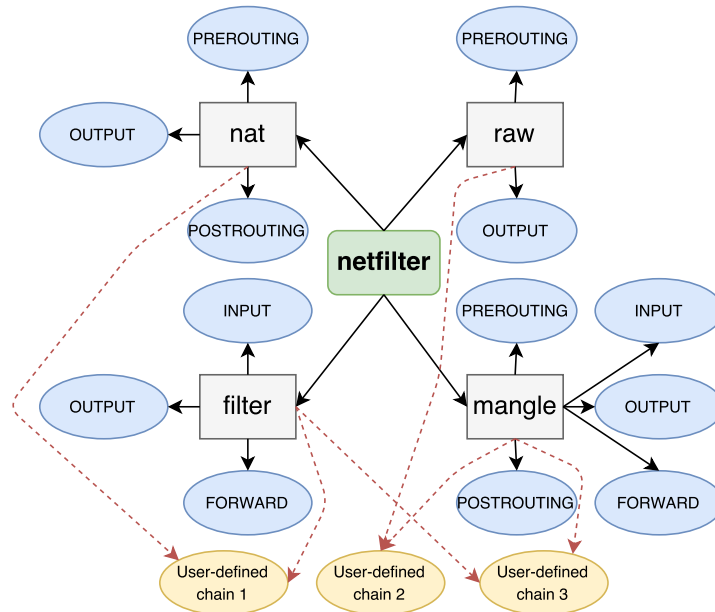 PREROUTING
PREROUTING
OUTPUT
nat
raw
POSTROUTING
OUTPUT
netfilter
INPUT
PREROUTING
INPUT
OUTPUT
filter
mangle
OUTPUT
FORWARD
POSTROUTING
FORWARD
User-defined
chain 1
User-defined
chain 2
User-defined
chain 3